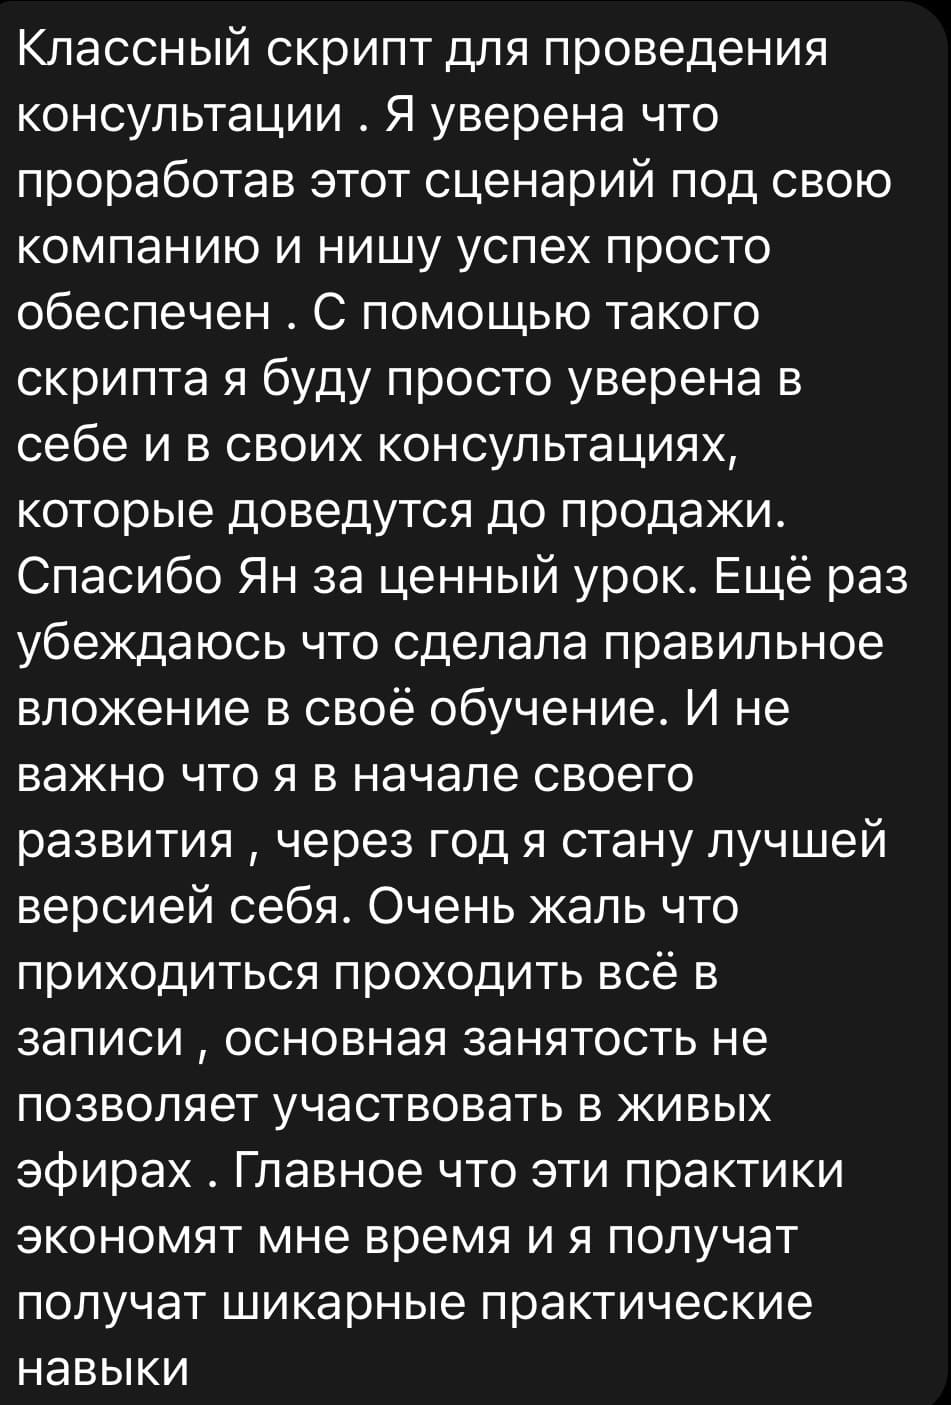 Классный скрипт для проведения
консультации . Я уверена что
проработав этот сценарий под свою
компанию и нишу успех просто
обеспечен . С помощью такого
скрипта я буду просто уверена в
себе и в своих консультациях,
которые доведутся до продажи.
Спасибо Ян за ценный урок. Ещё раз
убеждаюсь что сделала правильное
вложение в своё обучение. И не
важно что я в начале своего
развития , через год я стану лучшей
версией себя. Очень жаль что
приходиться проходить всё в
записи , основная занятость не
позволяет участвовать в живых
эфирах . Главное что эти практики
экономят мне время и я получат
получат шикарные практические
навыки